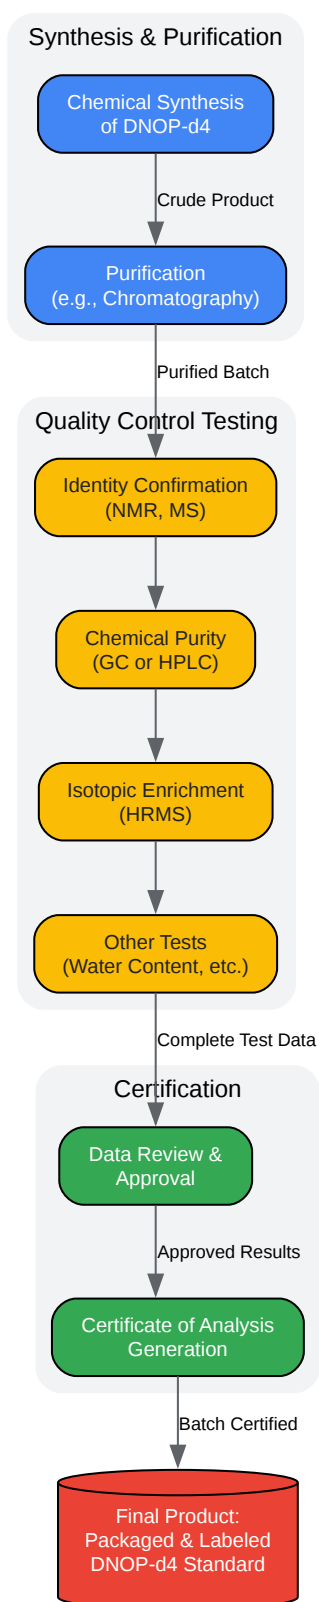 Synthesis & Purification
Chemical Synthesis
of DNOP-d4
Crude Product
Purification
(e.g., Chromatography)
Purified Batch
Quality Control Testing
Identity Confirmation
(NMR, MS)
Chemical Purity
(GC or HPLC)
Isotopic Enrichment
(HRMS)
Other Tests
(Water Content, etc.)
Complete Test Data
Certification
Data Review &
Approval
Approved Results
Certificate of Analysis
Generation
Batch Certified
Final Product:
Packaged & Labeled
DNOP-d4 Standard